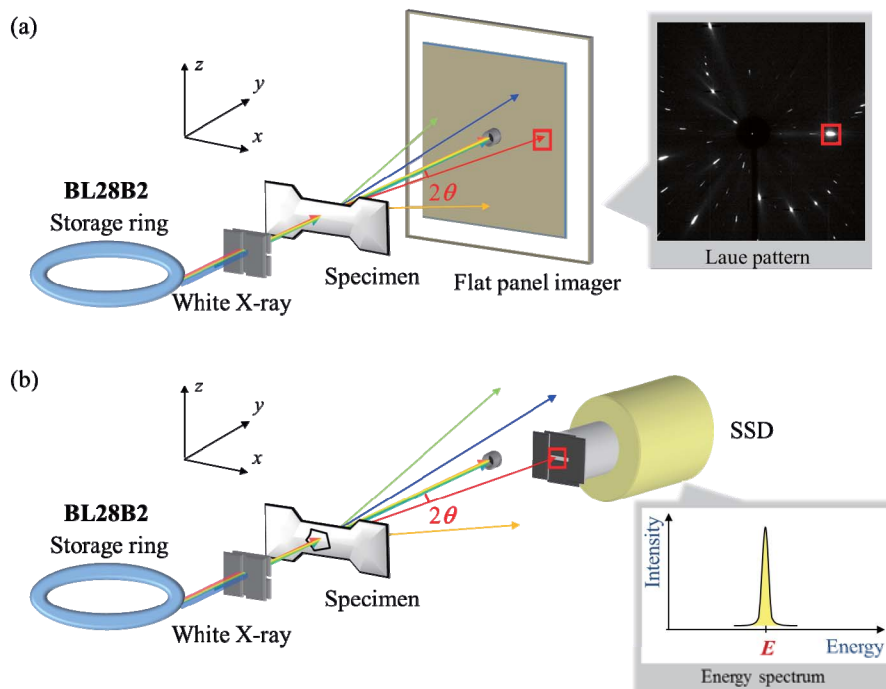 (a)
z
y
x
BL28B2
Storage ring
White X-ray
Specimen
2θ
Flat panel imager
Laue pattern
(b)
z
y
x
BL28B2
Storage ring
White X-ray
Specimen
2θ
SSD
Intensity
E
Energy
Energy spectrum